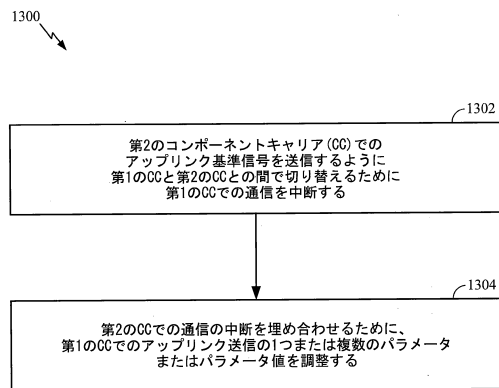 1300
1302
第2のコンポーネントキャリア(CC)での
アップリンク基準信号を送信するように
第1のCCと第2のCCとの間で切り替えるために
第1のCCでの通信を中断する
1304
第2のCCでの通信の中断を埋め合わせるために、
第1のCCでのアップリンク送信の1つまたは複数のパラメータ
またはパラメータ値を調整する